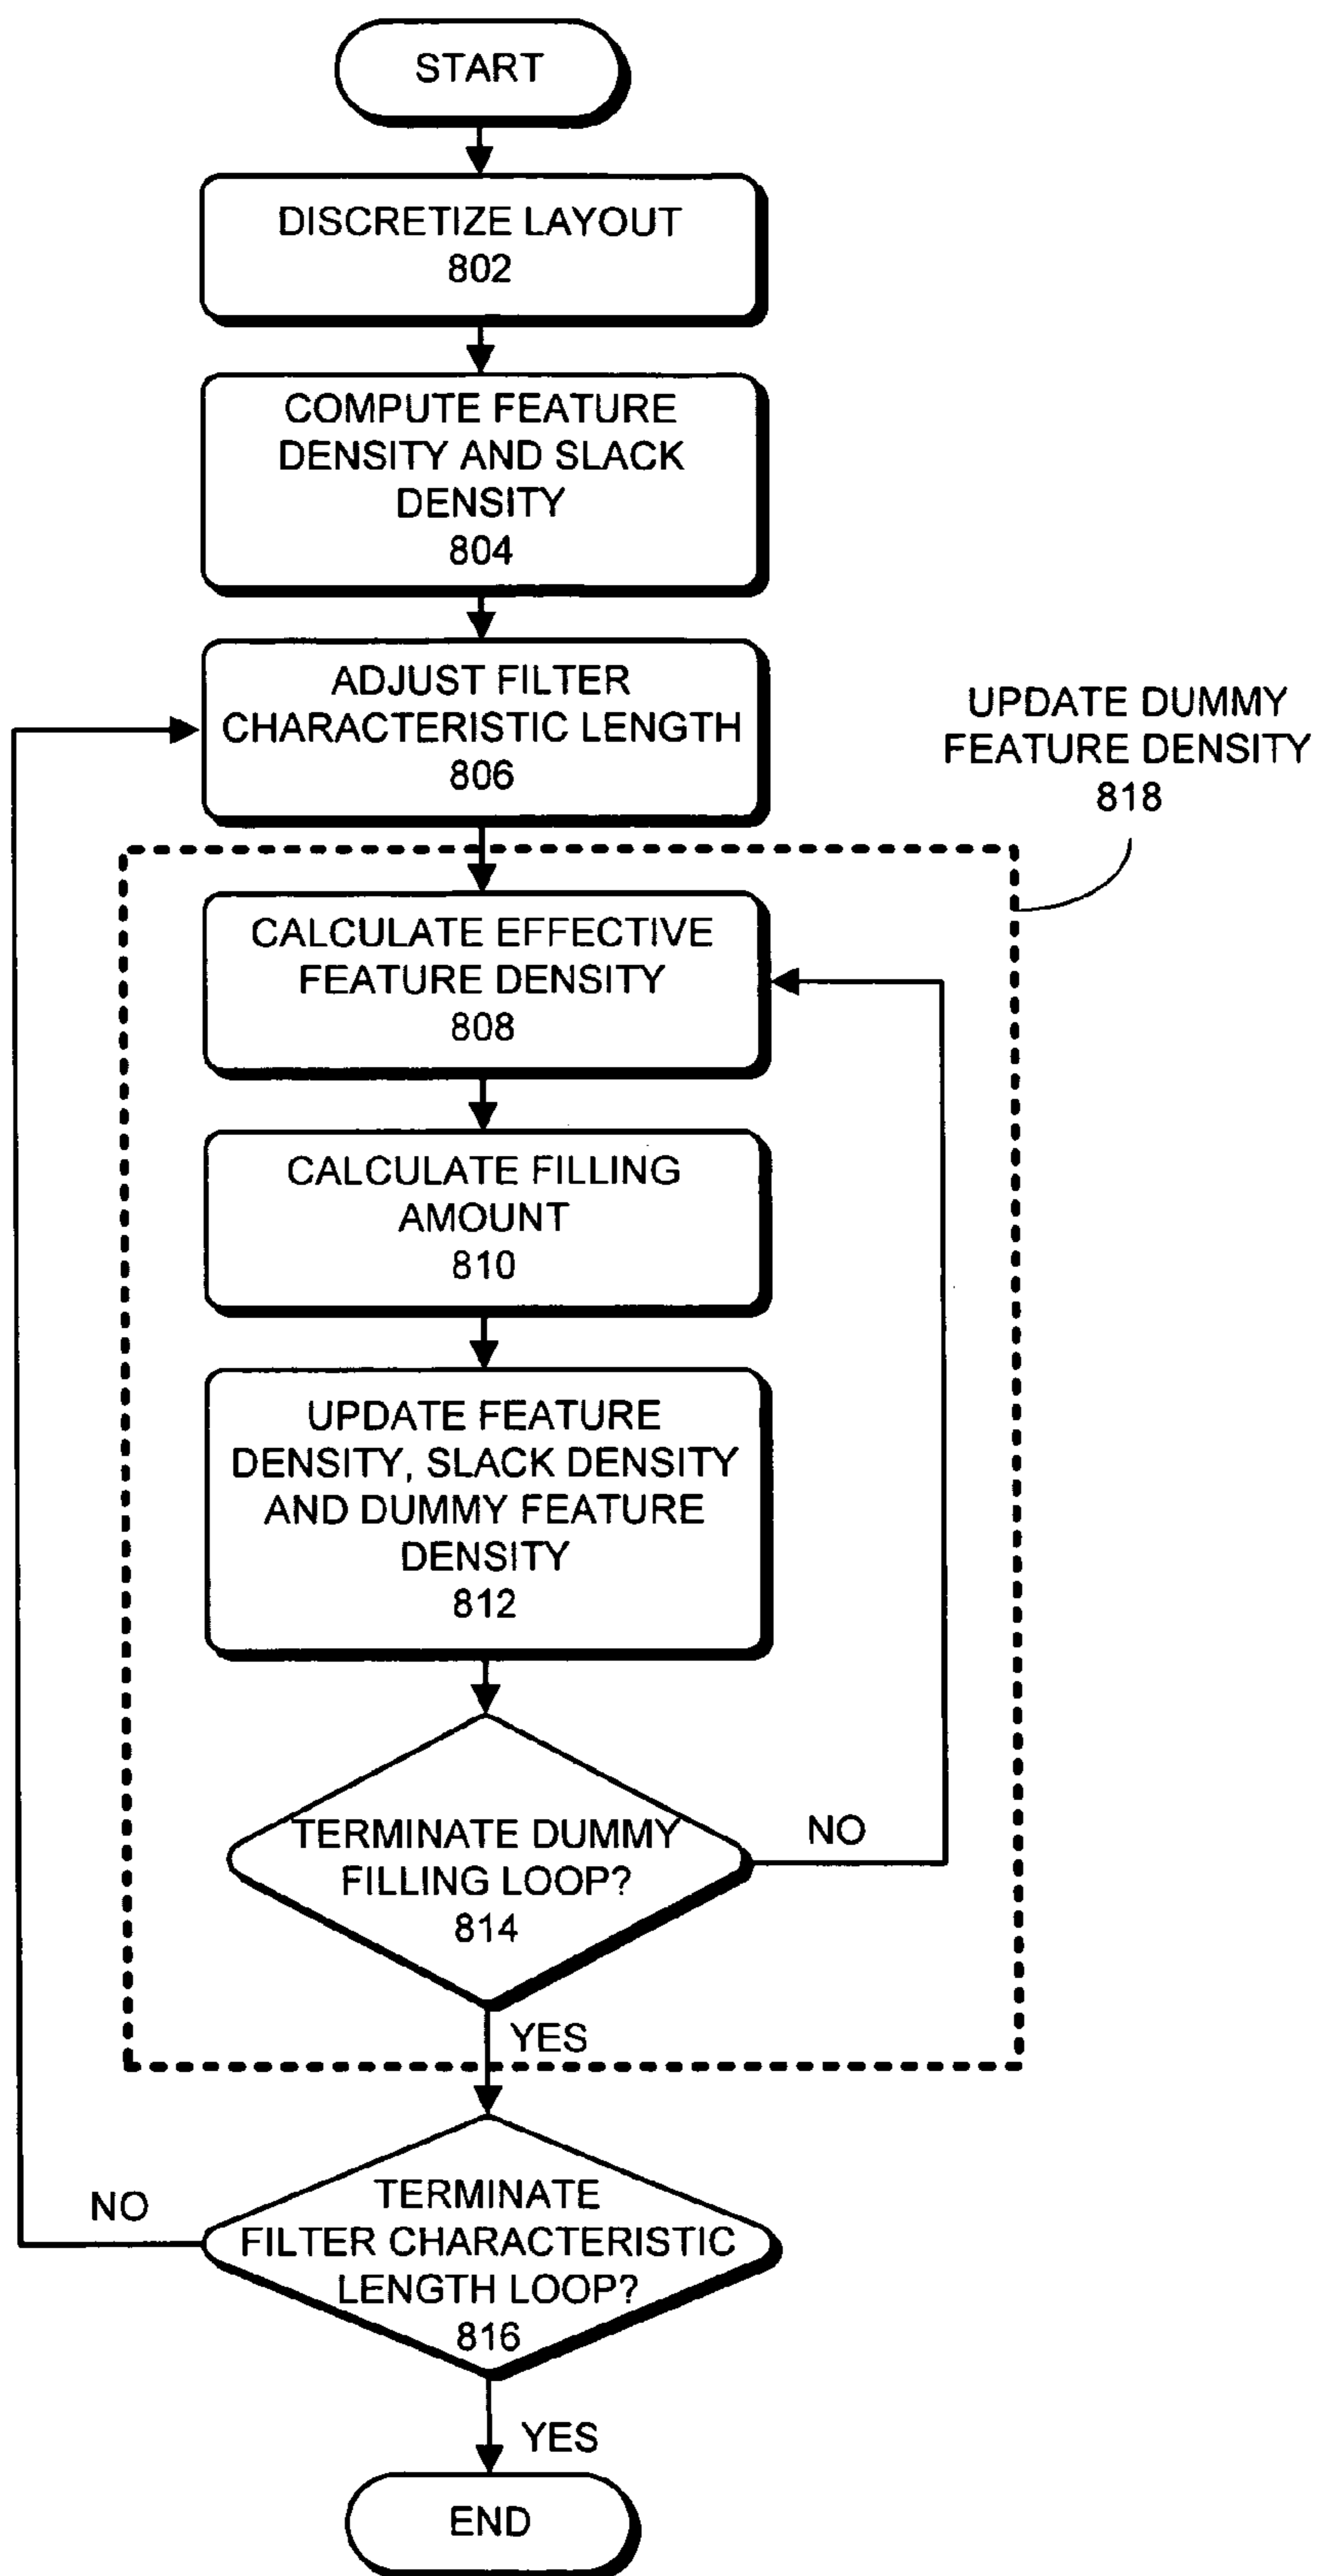 START
DISCRETIZE LAYOUT
802
COMPUTE FEATURE
DENSITY AND SLACK
DENSITY
804
ADJUST FILTER
CHARACTERISTIC LENGTH
806
UPDATE DUMMY
FEATURE DENSITY
818
CALCULATE EFFECTIVE
FEATURE DENSITY
808
CALCULATE FILLING
AMOUNT
810
UPDATE FEATURE
DENSITY, SLACK DENSITY
AND DUMMY FEATURE
DENSITY
812
TERMINATE DUMMY
FILLING LOOP?
814
NO
YES
TERMINATE
FILTER CHARACTERISTIC
LENGTH LOOP?
816
NO
YES
END